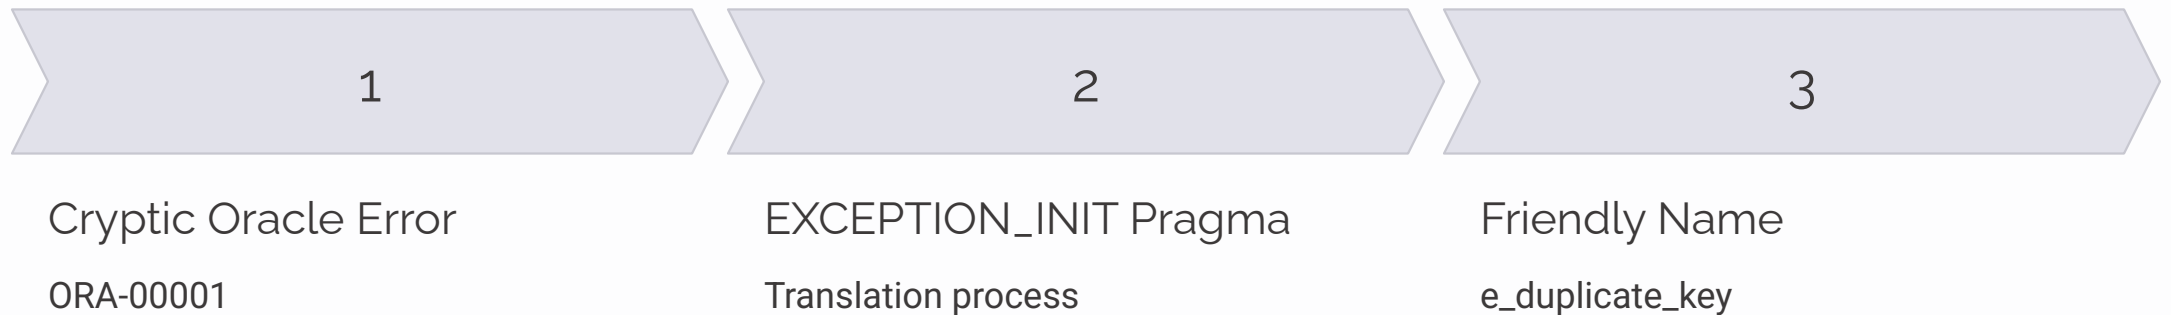 1
2
3
Cryptic Oracle Error
ORA-00001
EXCEPTION_INIT Pragma
Translation process
Friendly Name
e_duplicate_key